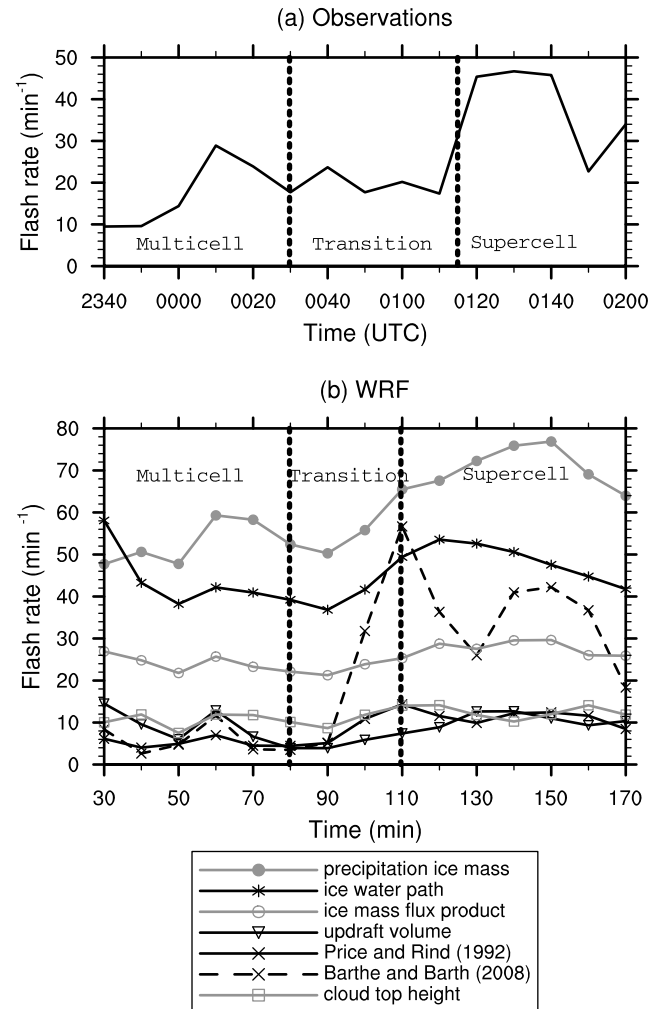 (a) Observations
50
40
30
20
10
0
Flash rate (min⁻¹)
Multicell Transition Supercell
2340 0000 0020 0040 0100 0120 0140 0200
Time (UTC)
(b) WRF
80
70
60
50
40
30
20
10
0
Flash rate (min ⁻¹)
Multicell Transition Supercell
30 50 70 90 110 130 150 170
Time (min)
precipitation ice mass
ice water path
ice mass flux product
updraft volume
Price and Rind (1992)
Barthe and Barth (2008)
cloud top height